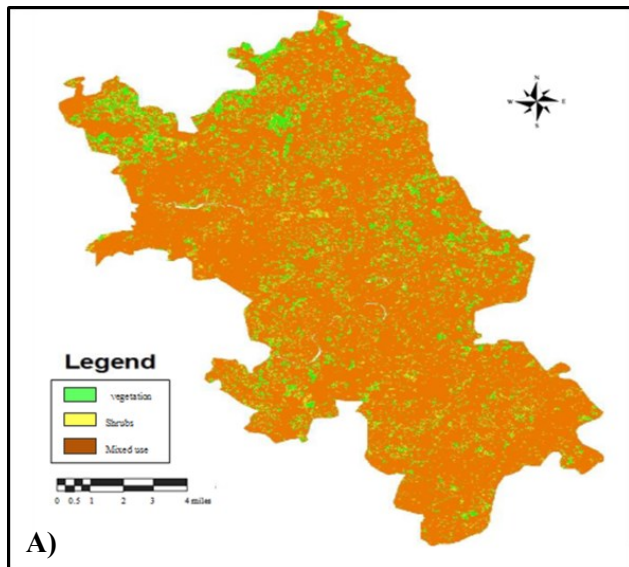 N
W E
S
Legend
vegetation
Shrubs
Mixed use
0 0.5 1 2 3 4 miles
A)